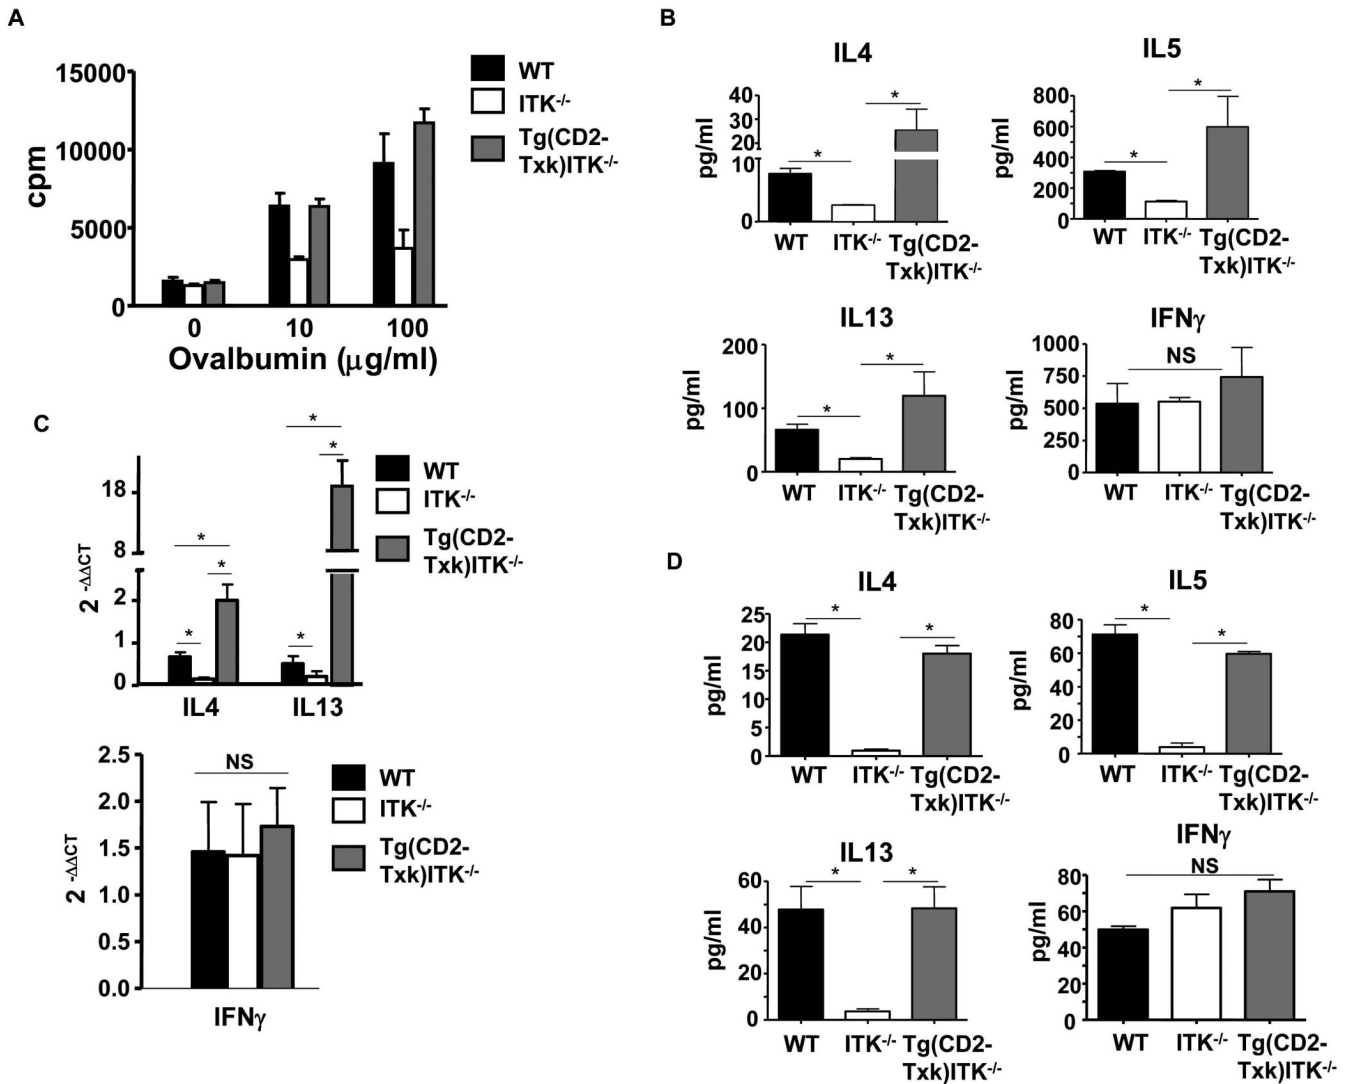 A
15000
10000
5000
0
cpm
0 10 100
Ovalbumin (μg/ml)
WT
ITK-/-
Tg(CD2-
Txk)ITK-/-
B
IL4
pg/ml
40
30
20
10
0
WT ITK-/- Tg(CD2-
Txk)ITK-/-
*
*
IL5
pg/ml
800
600
400
200
0
WT ITK-/- Tg(CD2-
Txk)ITK-/-
*
*
IL13
pg/ml
200
100
0
WT ITK-/- Tg(CD2-
Txk)ITK-/-
*
*
IFNγ
NS
pg/ml
1000
750
500
250
0
WT ITK-/- Tg(CD2-
Txk)ITK-/-
C
2 -ΔΔCT
18
8
2
1
0
*
*
*
*
*
*
IL4 IL13
WT
ITK-/-
Tg(CD2-
Txk)ITK-/-
2 -ΔΔCT
2.5
2.0
1.5
1.0
0.5
0.0
NS
IFNγ
WT
ITK-/-
Tg(CD2-
Txk)ITK-/-
D
IL4
pg/ml
25
20
15
10
5
0
*
*
WT ITK-/- Tg(CD2-
Txk)ITK-/-
IL5
pg/ml
80
60
40
20
0
*
*
WT ITK-/- Tg(CD2-
Txk)ITK-/-
IL13
pg/ml
60
40
20
0
*
*
WT ITK-/- Tg(CD2-
Txk)ITK-/-
IFNγ
NS
pg/ml
80
60
40
20
0
WT ITK-/- Tg(CD2-
Txk)ITK-/-